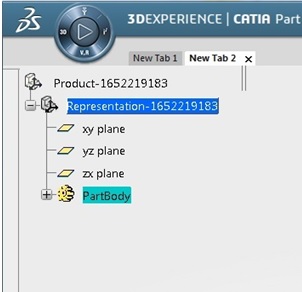 3DEXPERIENCE | CATIA Part
3D
V.R
New Tab 1 New Tab 2 x
Product-1652219183
Representation-1652219183
xy plane
yz plane
zx plane
PartBody